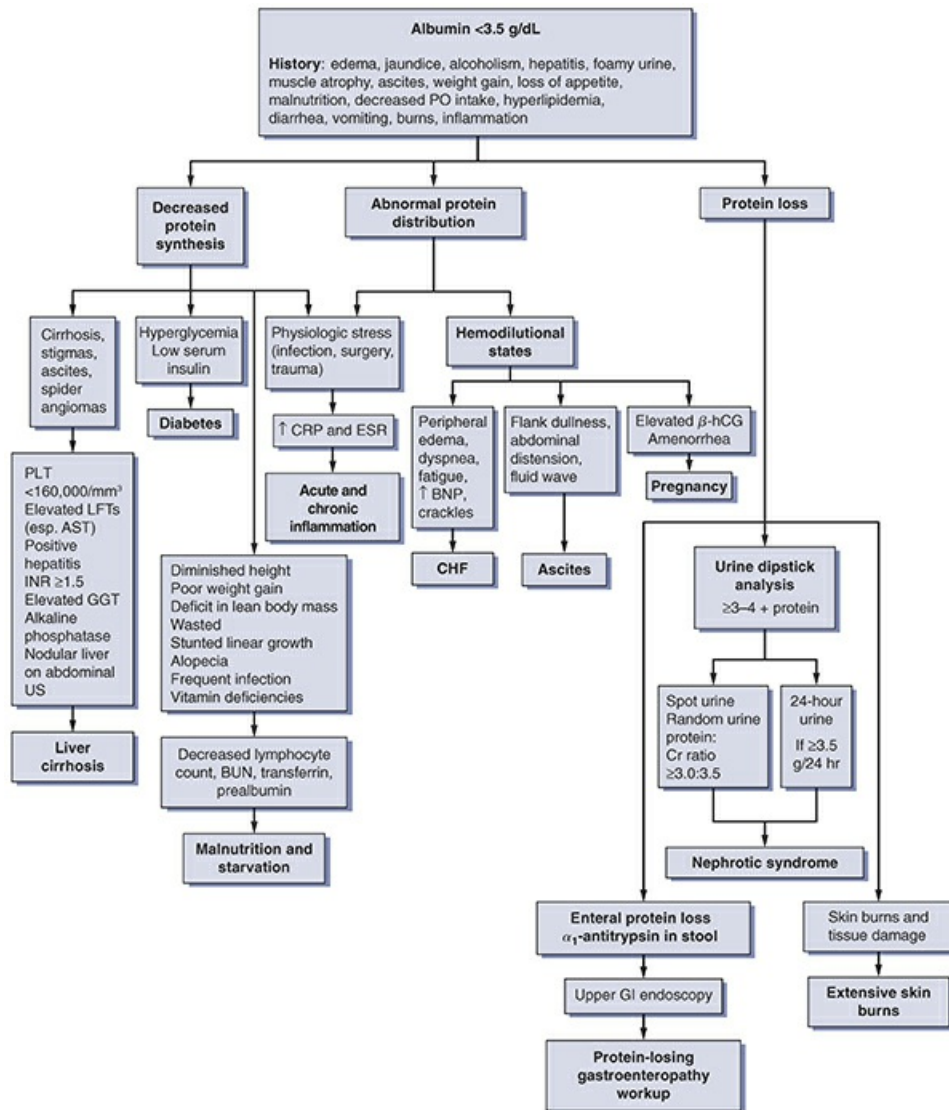 Albumin <3.5 g/dL
History: edema, jaundice, alcoholism, hepatitis, foamy urine,
muscle atrophy, ascites, weight gain, loss of appetite,
malnutrition, decreased PO intake, hyperlipidemia,
diarrhea, vomiting, burns, inflammation
Decreased
protein
synthesis
Abnormal protein
distribution
Protein loss
Cirrhosis,
stigmas,
ascites,
spider
angiomas
Hyperglycemia
Low serum
insulin
Diabetes
Physiologic stress
(infection, surgery,
trauma)
↑ CRP and ESR
Acute and
chronic
inflammation
Hemodilutional
states
Peripheral
edema,
dyspnea,
fatigue,
↑ BNP,
crackles
CHF
Flank dullness,
abdominal
distension,
fluid wave
Ascites
Elevated β-hCG
Amenorrhea
Pregnancy
PLT
<160,000/mm³
Elevated LFTs
(esp. AST)
Positive
hepatitis
INR ≥1.5
Elevated GGT
Alkaline
phosphatase
Nodular liver
on abdominal
US
Liver
cirrhosis
Diminished height
Poor weight gain
Deficit in lean body mass
Wasted
Stunted linear growth
Alopecia
Frequent infection
Vitamin deficiencies
Decreased lymphocyte
count, BUN, transferrin,
prealbumin
Malnutrition and
starvation
Urine dipstick
analysis
≥3–4 + protein
Spot urine
Random urine
protein:
Cr ratio
≥3.0:3.5
24-hour
urine
If ≥3.5
g/24 hr
Nephrotic syndrome
Enteral protein loss
α₁-antitrypsin in stool
Upper GI endoscopy
Protein-losing
gastroenteropathy
workup
Skin burns and
tissue damage
Extensive skin
burns